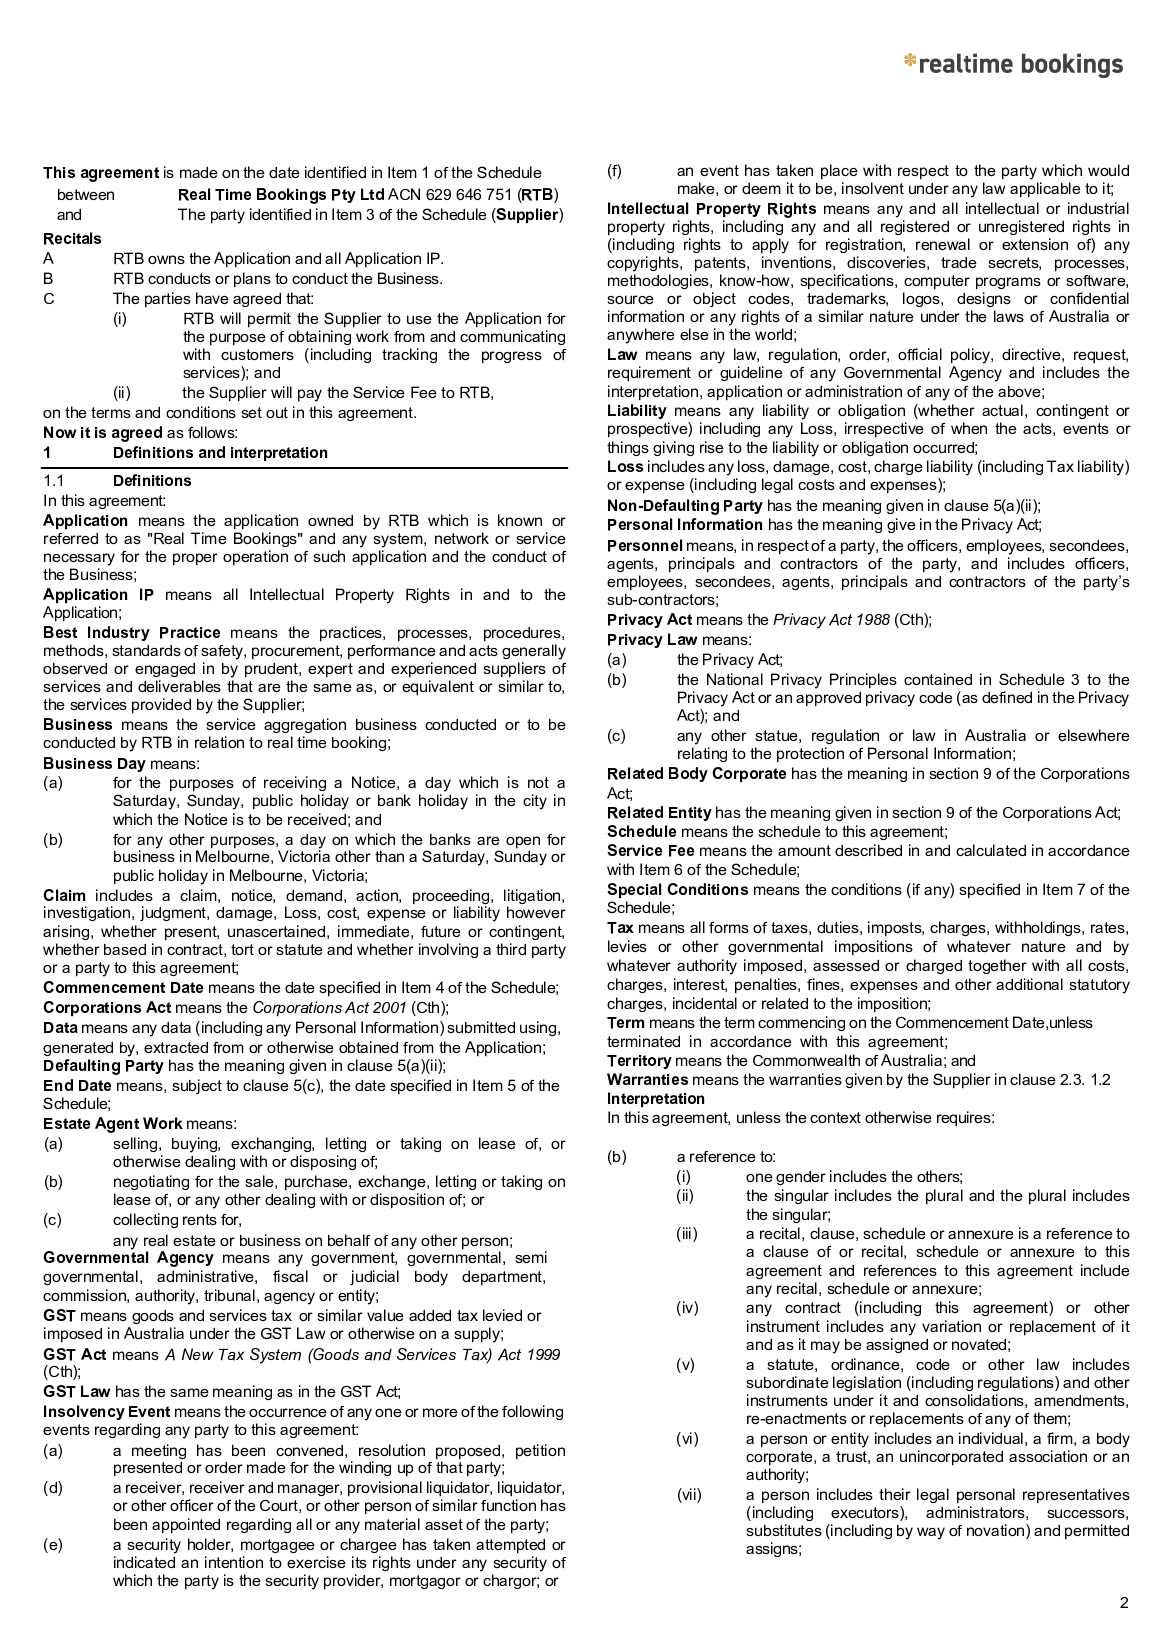 *realtime bookings
This agreement is made on the date identified in Item 1 of the Schedule
between Real Time Bookings Pty Ltd ACN 629 646 751 (RTB)
and The party identified in Item 3 of the Schedule (Supplier)
Recitals
A RTB owns the Application and all Application IP.
B RTB conducts or plans to conduct the Business.
C The parties have agreed that:
(i) RTB will permit the Supplier to use the Application for
the purpose of obtaining work from and communicating
with customers (including tracking the progress of
services); and
(ii) the Supplier will pay the Service Fee to RTB,
on the terms and conditions set out in this agreement.
Now it is agreed as follows:
1 Definitions and interpretation
1.1 Definitions
In this agreement:
Application means the application owned by RTB which is known or
referred to as "Real Time Bookings" and any system, network or service
necessary for the proper operation of such application and the conduct of
the Business;
Application IP means all Intellectual Property Rights in and to the
Application;
Best Industry Practice means the practices, processes, procedures,
methods, standards of safety, procurement, performance and acts generally
observed or engaged in by prudent, expert and experienced suppliers of
services and deliverables that are the same as, or equivalent or similar to,
the services provided by the Supplier;
Business means the service aggregation business conducted or to be
conducted by RTB in relation to real time booking;
Business Day means:
(a) for the purposes of receiving a Notice, a day which is not a
Saturday, Sunday, public holiday or bank holiday in the city in
which the Notice is to be received; and
(b) for any other purposes, a day on which the banks are open for
business in Melbourne, Victoria other than a Saturday, Sunday or
public holiday in Melbourne, Victoria;
Claim includes a claim, notice, demand, action, proceeding, litigation,
investigation, judgment, damage, Loss, cost, expense or liability however
arising, whether present, unascertained, immediate, future or contingent,
whether based in contract, tort or statute and whether involving a third party
or a party to this agreement;
Commencement Date means the date specified in Item 4 of the Schedule;
Corporations Act means the Corporations Act 2001 (Cth);
Data means any data (including any Personal Information) submitted using,
generated by, extracted from or otherwise obtained from the Application;
Defaulting Party has the meaning given in clause 5(a)(ii);
End Date means, subject to clause 5(c), the date specified in Item 5 of the
Schedule;
Estate Agent Work means:
(a) selling, buying, exchanging, letting or taking on lease of, or
otherwise dealing with or disposing of;
(b) negotiating for the sale, purchase, exchange, letting or taking on
lease of, or any other dealing with or disposition of; or
(c) collecting rents for,
any real estate or business on behalf of any other person;
Governmental Agency means any government, governmental, semi
governmental, administrative, fiscal or judicial body department,
commission, authority, tribunal, agency or entity;
GST means goods and services tax or similar value added tax levied or
imposed in Australia under the GST Law or otherwise on a supply;
GST Act means A New Tax System (Goods and Services Tax) Act 1999
(Cth);
GST Law has the same meaning as in the GST Act;
Insolvency Event means the occurrence of any one or more of the following
events regarding any party to this agreement:
(a) a meeting has been convened, resolution proposed, petition
presented or order made for the winding up of that party;
(d) a receiver, receiver and manager, provisional liquidator, liquidator,
or other officer of the Court, or other person of similar function has
been appointed regarding all or any material asset of the party;
(e) a security holder, mortgagee or chargee has taken attempted or
indicated an intention to exercise its rights under any security of
which the party is the security provider, mortgagor or chargor; or
(f) an event has taken place with respect to the party which would
make, or deem it to be, insolvent under any law applicable to it;
Intellectual Property Rights means any and all intellectual or industrial
property rights, including any and all registered or unregistered rights in
(including rights to apply for registration, renewal or extension of) any
copyrights, patents, inventions, discoveries, trade secrets, processes,
methodologies, know-how, specifications, computer programs or software,
source or object codes, trademarks, logos, designs or confidential
information or any rights of a similar nature under the laws of Australia or
anywhere else in the world;
Law means any law, regulation, order, official policy, directive, request,
requirement or guideline of any Governmental Agency and includes the
interpretation, application or administration of any of the above;
Liability means any liability or obligation (whether actual, contingent or
prospective) including any Loss, irrespective of when the acts, events or
things giving rise to the liability or obligation occurred;
Loss includes any loss, damage, cost, charge liability (including Tax liability)
or expense (including legal costs and expenses);
Non-Defaulting Party has the meaning given in clause 5(a)(ii);
Personal Information has the meaning give in the Privacy Act;
Personnel means, in respect of a party, the officers, employees, secondees,
agents, principals and contractors of the party, and includes officers,
employees, secondees, agents, principals and contractors of the party’s
sub-contractors;
Privacy Act means the Privacy Act 1988 (Cth);
Privacy Law means:
(a) the Privacy Act;
(b) the National Privacy Principles contained in Schedule 3 to the
Privacy Act or an approved privacy code (as defined in the Privacy
Act); and
(c) any other statue, regulation or law in Australia or elsewhere
relating to the protection of Personal Information;
Related Body Corporate has the meaning in section 9 of the Corporations
Act;
Related Entity has the meaning given in section 9 of the Corporations Act;
Schedule means the schedule to this agreement;
Service Fee means the amount described in and calculated in accordance
with Item 6 of the Schedule;
Special Conditions means the conditions (if any) specified in Item 7 of the
Schedule;
Tax means all forms of taxes, duties, imposts, charges, withholdings, rates,
levies or other governmental impositions of whatever nature and by
whatever authority imposed, assessed or charged together with all costs,
charges, interest, penalties, fines, expenses and other additional statutory
charges, incidental or related to the imposition;
Term means the term commencing on the Commencement Date,unless
terminated in accordance with this agreement;
Territory means the Commonwealth of Australia; and
Warranties means the warranties given by the Supplier in clause 2.3. 1.2
Interpretation
In this agreement, unless the context otherwise requires:
(b) a reference to:
(i) one gender includes the others;
(ii) the singular includes the plural and the plural includes
the singular;
(iii) a recital, clause, schedule or annexure is a reference to
a clause of or recital, schedule or annexure to this
agreement and references to this agreement include
any recital, schedule or annexure;
(iv) any contract (including this agreement) or other
instrument includes any variation or replacement of it
and as it may be assigned or novated;
(v) a statute, ordinance, code or other law includes
subordinate legislation (including regulations) and other
instruments under it and consolidations, amendments,
re-enactments or replacements of any of them;
(vi) a person or entity includes an individual, a firm, a body
corporate, a trust, an unincorporated association or an
authority;
(vii) a person includes their legal personal representatives
(including executors), administrators, successors,
substitutes (including by way of novation) and permitted
assigns;
2